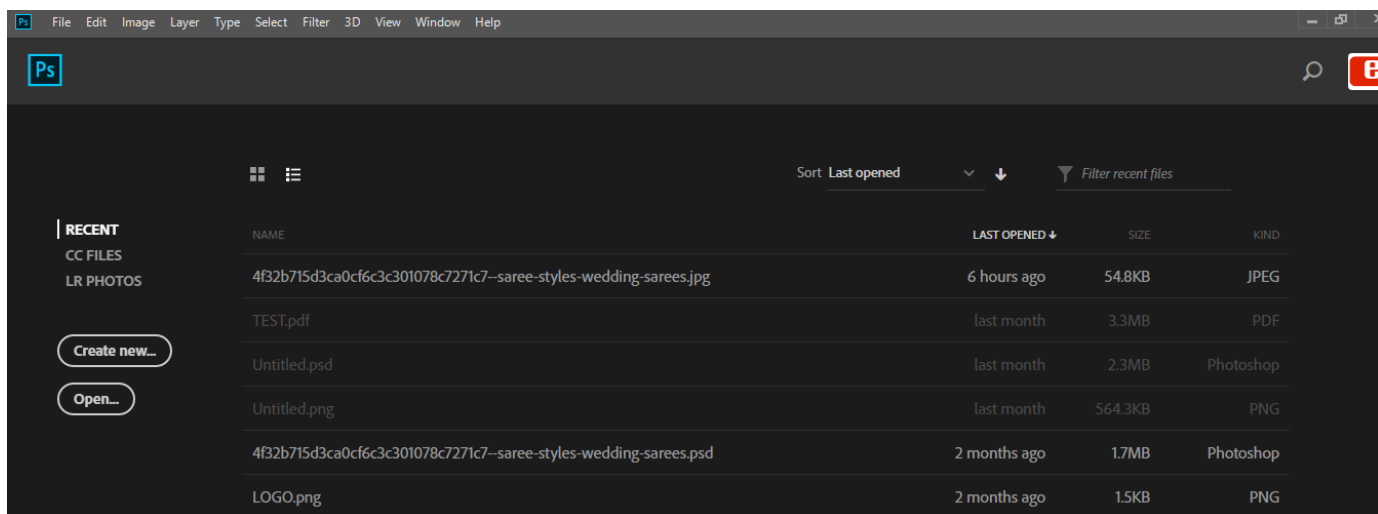 Ps File Edit Image Layer Type Select Filter 3D View Window Help
Ps
Sort Last opened Filter recent files
RECENT
CC FILES
LR PHOTOS
Create new...
Open...
NAME LAST OPENED SIZE KIND
4f32b715d3ca0cf6c3c301078c7271c7--saree-styles-wedding-sarees.jpg 6 hours ago 54.8KB JPEG
TEST.pdf last month 3.3MB PDF
Untitled.psd last month 2.3MB Photoshop
Untitled.png last month 564.3KB PNG
4f32b715d3ca0cf6c3c301078c7271c7--saree-styles-wedding-sarees.psd 2 months ago 1.7MB Photoshop
LOGO.png 2 months ago 1.5KB PNG